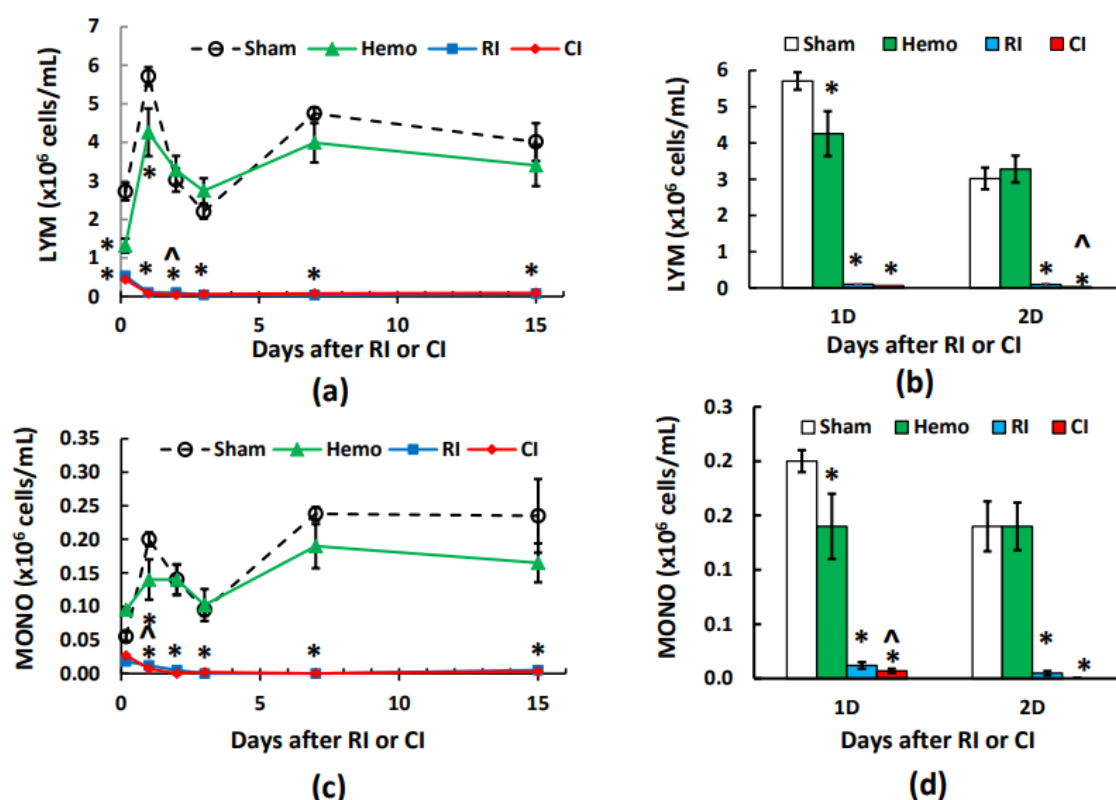 Sham Hemo RI CI
LYM (x10⁶ cells/mL)
7
6
5
4
3
2
1
0
*
* * ^ * * *
* *
0 5 10 15
Days after RI or CI
(a)
Sham Hemo RI CI
LYM (x10⁶ cells/mL)
6
5
4
3
2
1
0
*
^
* * * *
1D 2D
Days after RI or CI
(b)
Sham Hemo RI CI
MONO (x10⁶ cells/mL)
0.35
0.30
0.25
0.20
0.15
0.10
0.05
0.00
*
^
* * * * *
0 5 10 15
Days after RI or CI
(c)
Sham Hemo RI CI
MONO (x10⁶ cells/mL)
0.3
0.2
0.2
0.1
0.1
0.0
*
* ^ *
* *
1D 2D
Days after RI or CI
(d)